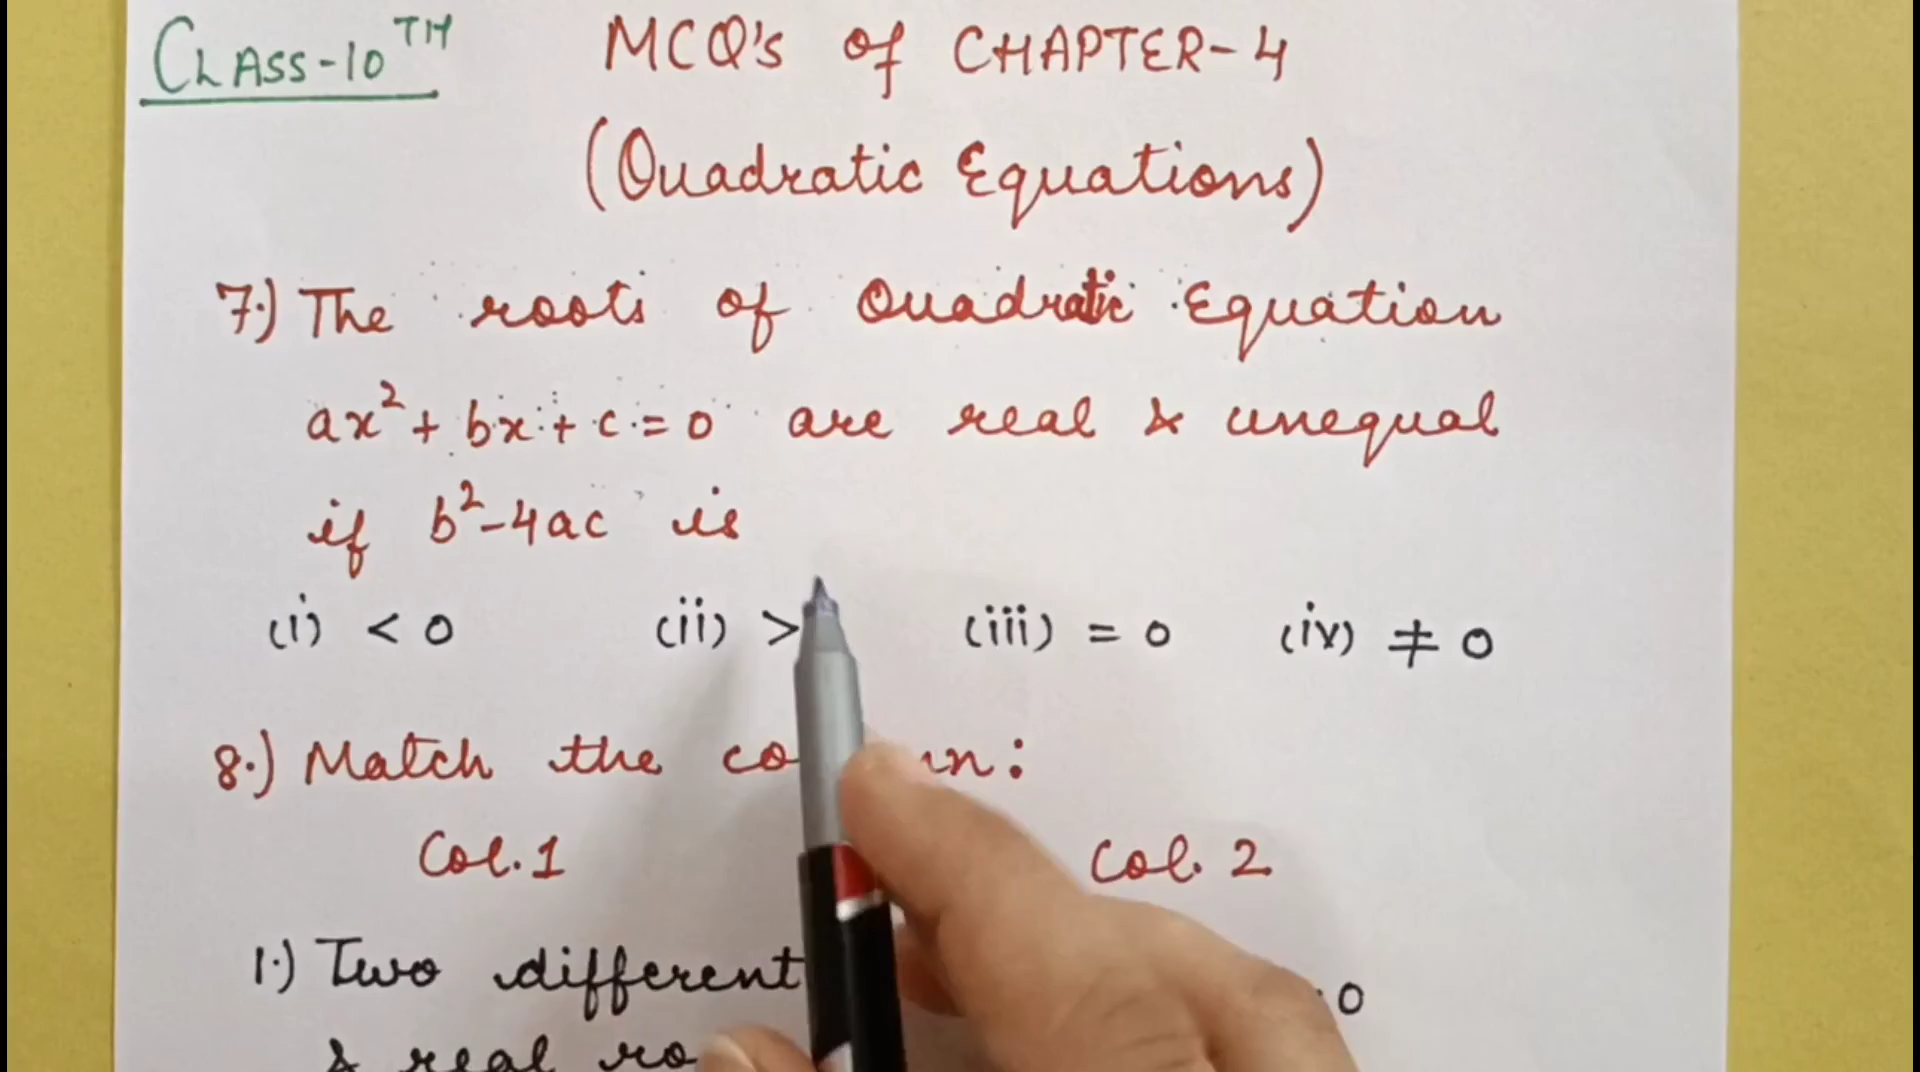 CLASS-10TH
MCQ's of CHAPTER-4
(Quadratic Equations)
7.) The roots of Quadratic Equation
ax²+bx+c=0 are real & unequal
if b²-4ac is
(i) < 0 (ii) > (iii) = 0 (iv) ≠ 0
8.) Match the :
Col. 1 Col. 2
1.) Two different 0
& real